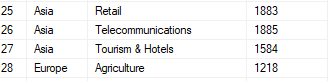 25 Asia Retail 1883
26 Asia Telecommunications 1885
27 Asia Tourism & Hotels 1584
28 Europe Agriculture 1218